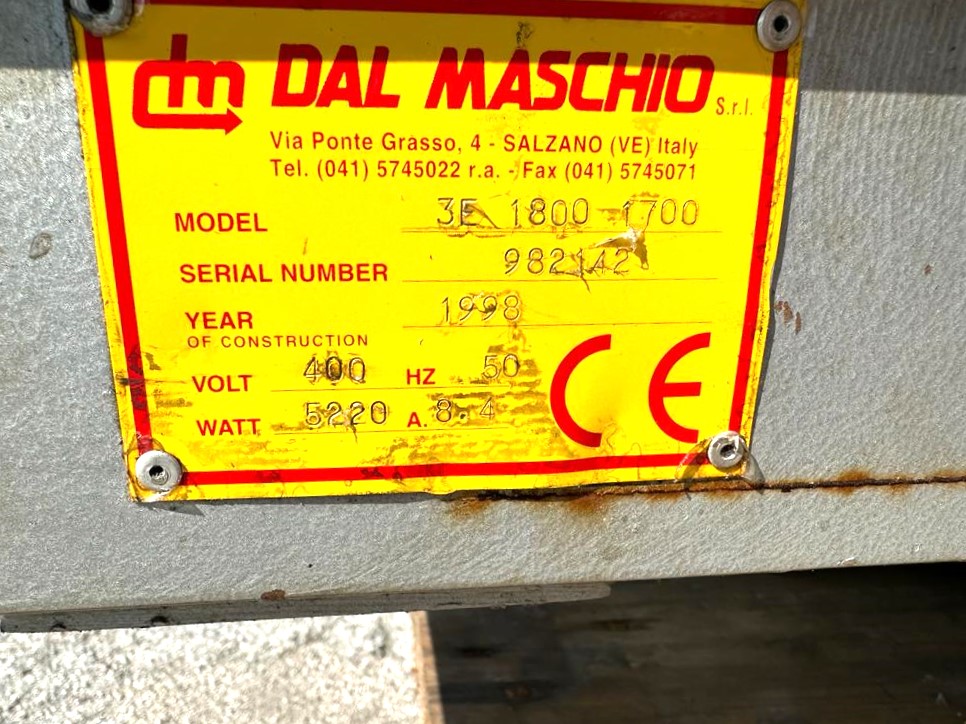 dm DAL MASCHIO S.r.l.
Via Ponte Grasso, 4 - SALZANO (VE) Italy
Tel. (041) 5745022 r.a. - Fax (041) 5745071
MODEL 3E 1800 1700
SERIAL NUMBER 982142
YEAR 1998
OF CONSTRUCTION
VOLT 400 HZ 50
WATT 5220 A. 8.4
CE